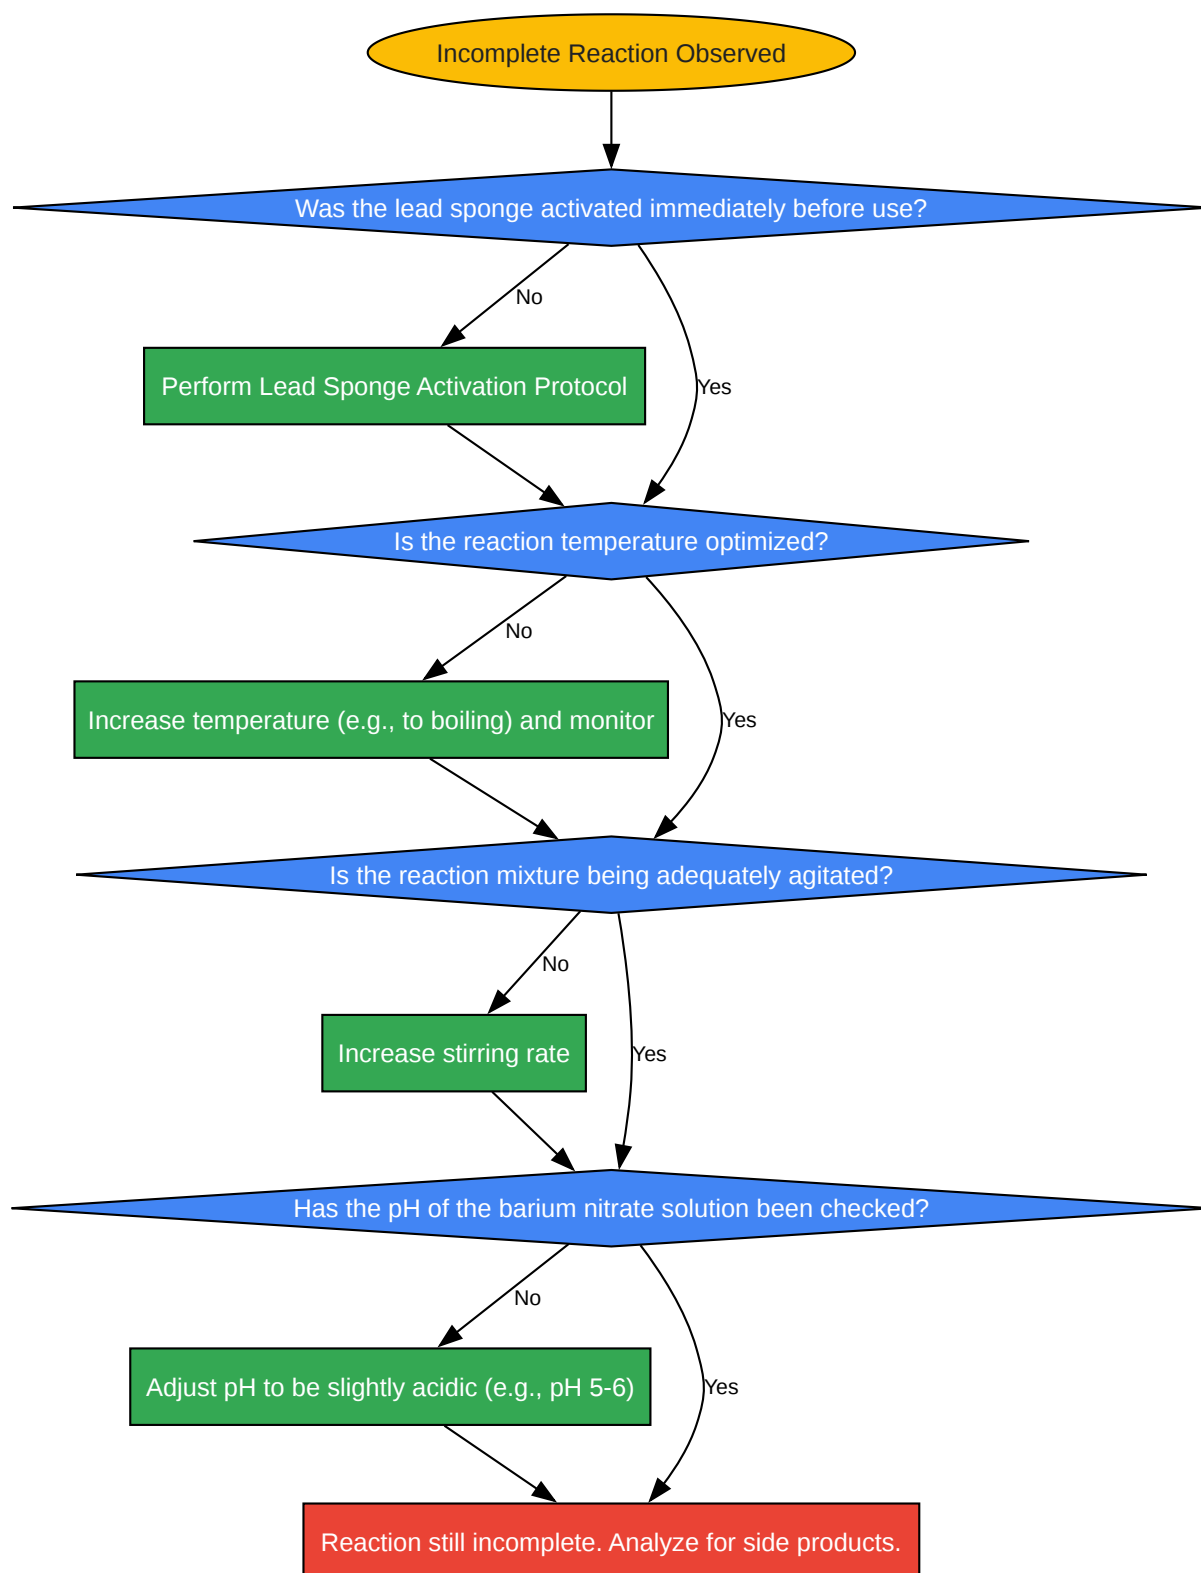 Incomplete Reaction Observed
Was the lead sponge activated immediately before use?
No
Perform Lead Sponge Activation Protocol
Yes
Is the reaction temperature optimized?
No
Increase temperature (e.g., to boiling) and monitor
Yes
Is the reaction mixture being adequately agitated?
No
Increase stirring rate
Yes
Has the pH of the barium nitrate solution been checked?
No
Adjust pH to be slightly acidic (e.g., pH 5-6)
Yes
Reaction still incomplete. Analyze for side products.